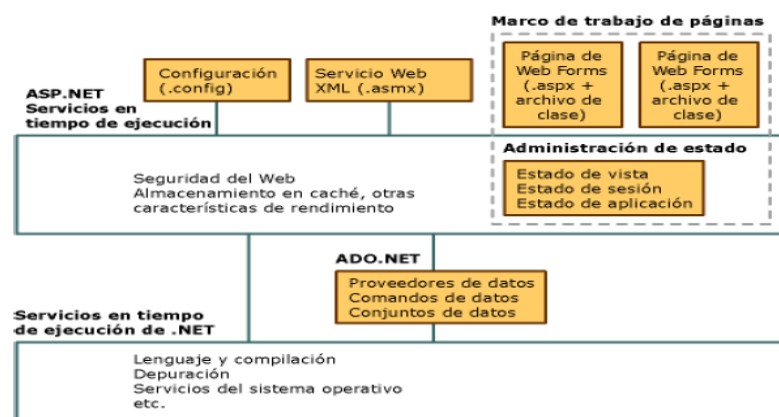 Marco de trabajo de páginas
Configuración
(.config)
Servicio Web
XML (.asmx)
Página de
Web Forms
(.aspx +
archivo de
clase)
Página de
Web Forms
(.aspx +
archivo de
clase)
ASP.NET
Servicios en
tiempo de ejecución
Administración de estado
Estado de vista
Estado de sesión
Estado de aplicación
Seguridad del Web
Almacenamiento en caché, otras
características de rendimiento
ADO.NET
Proveedores de datos
Comandos de datos
Conjuntos de datos
Servicios en tiempo
de ejecución de .NET
Lenguaje y compilación
Depuración
Servicios del sistema operativo
etc.